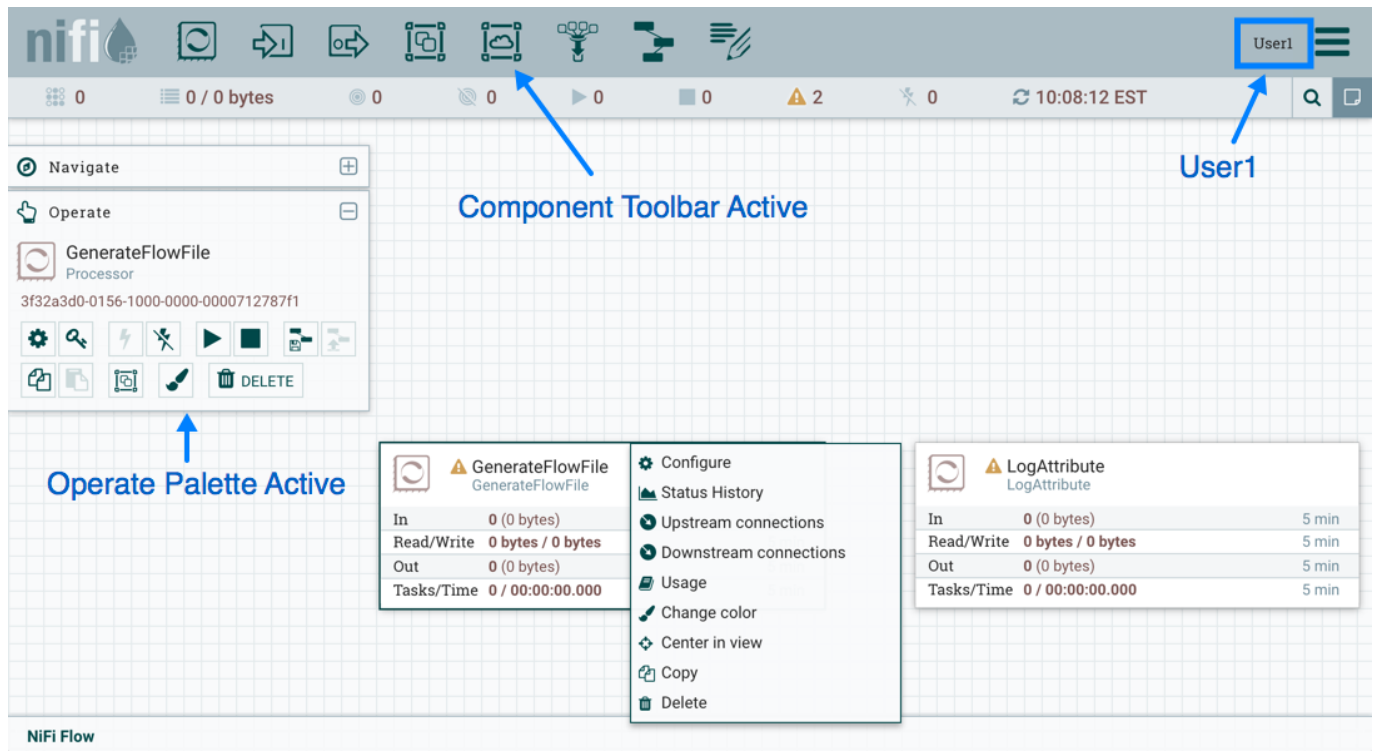 nifi
User1
0
0 / 0 bytes
0
0
0
0
2
0
10:08:12 EST
Navigate
User1
Operate
Component Toolbar Active
GenerateFlowFile
Processor
3f32a3d0-0156-1000-0000-0000712787f1
DELETE
Operate Palette Active
GenerateFlowFile
GenerateFlowFile
In 0 (0 bytes)
Read/Write 0 bytes / 0 bytes
Out 0 (0 bytes)
Tasks/Time 0 / 00:00:00.000
Configure
Status History
Upstream connections
Downstream connections
Usage
Change color
Center in view
Copy
Delete
LogAttribute
LogAttribute
In 0 (0 bytes) 5 min
Read/Write 0 bytes / 0 bytes 5 min
Out 0 (0 bytes) 5 min
Tasks/Time 0 / 00:00:00.000 5 min
NiFi Flow